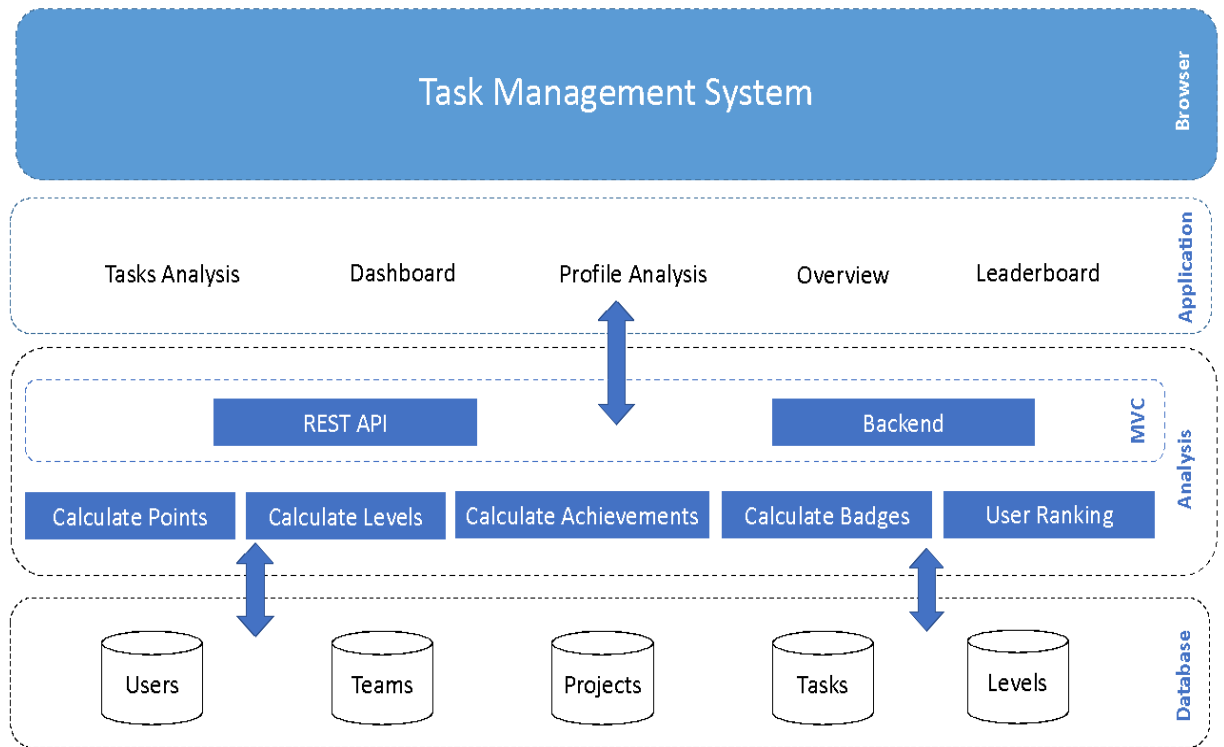 Task Management System
Browser
Tasks Analysis
Dashboard
Profile Analysis
Overview
Leaderboard
Application
REST API
Backend
MVC
Calculate Points
Calculate Levels
Calculate Achievements
Calculate Badges
User Ranking
Analysis
Users
Teams
Projects
Tasks
Levels
Database